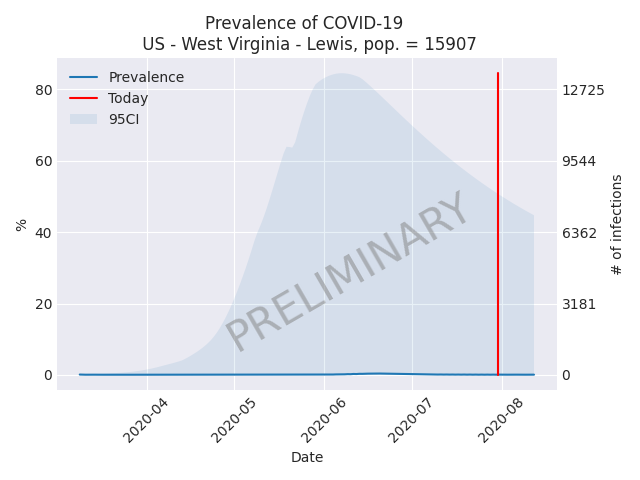 Prevalence of COVID-19
US - West Virginia - Lewis, pop. = 15907
Prevalence
Today
95CI
80
60
40
20
0
%
12725
9544
6362
3181
0
# of infections
PRELIMINARY
2020-04
2020-05
2020-06
2020-07
2020-08
Date